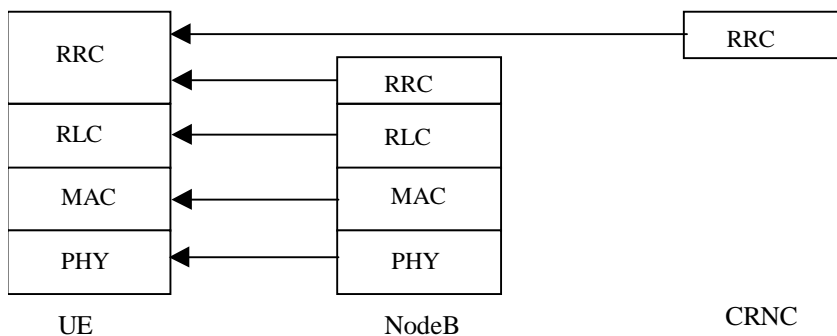 RRC
RRC
RRC
RLC
RLC
MAC
MAC
PHY
PHY
UE
NodeB
CRNC